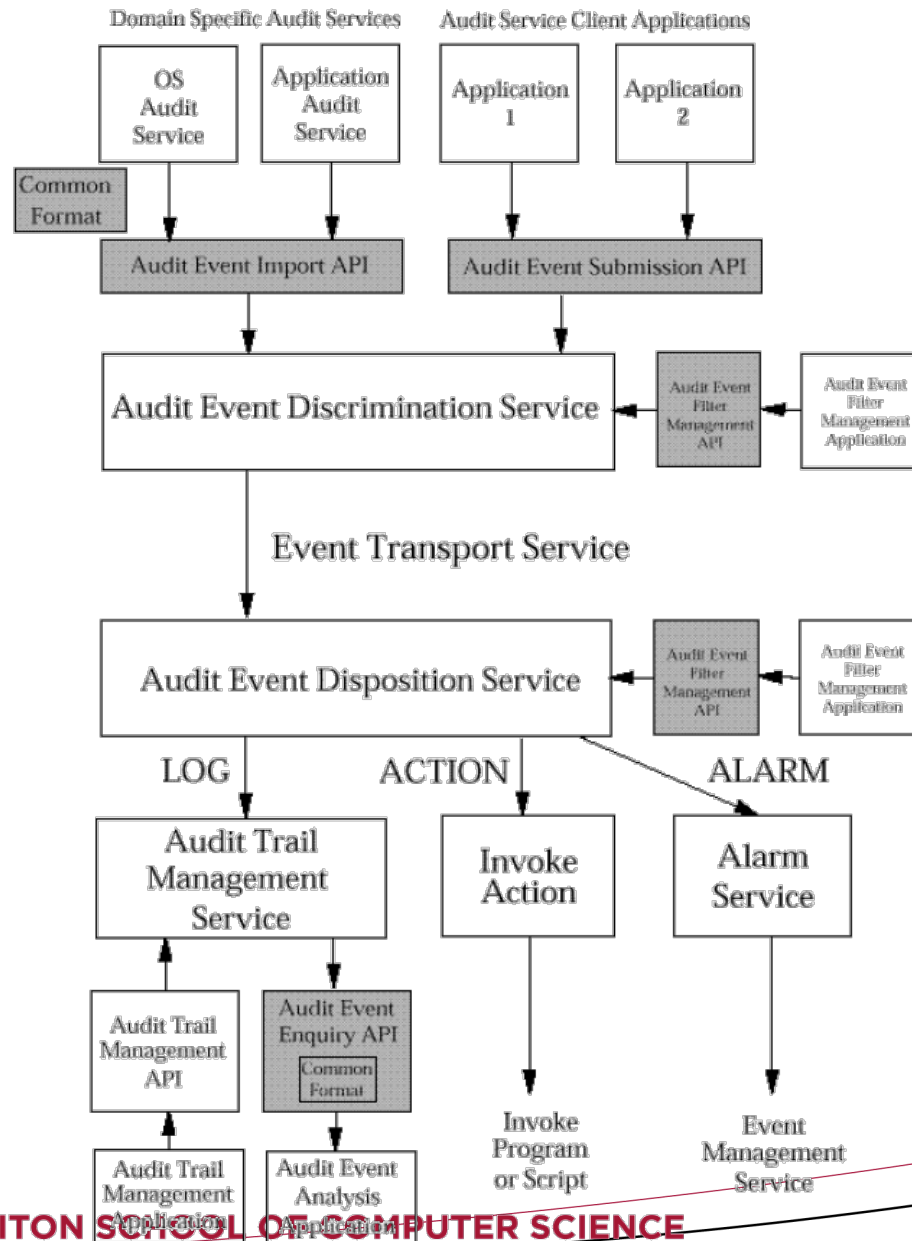 Domain Specific Audit Services
Audit Service Client Applications
OS
Audit
Service
Application
Audit
Service
Application
1
Application
2
Common
Format
Audit Event Import API
Audit Event Submission API
Audit Event Discrimination Service
Audit Event
Filter
Management
API
Audit Event
Filter
Management
Application
Event Transport Service
Audit Event Disposition Service
Audit Event
Filter
Management
API
Audit Event
Filter
Management
Application
LOG
ACTION
ALARM
Audit Trail
Management
Service
Invoke
Action
Alarm
Service
Audit Trail
Management
API
Audit Event
Enquiry API
Common
Format
Invoke
Program
or Script
Event
Management
Service
Audit Trail
Management
Application
Audit Event
Analysis
Application
NTON SCHOOL OF COMPUTER SCIENCE